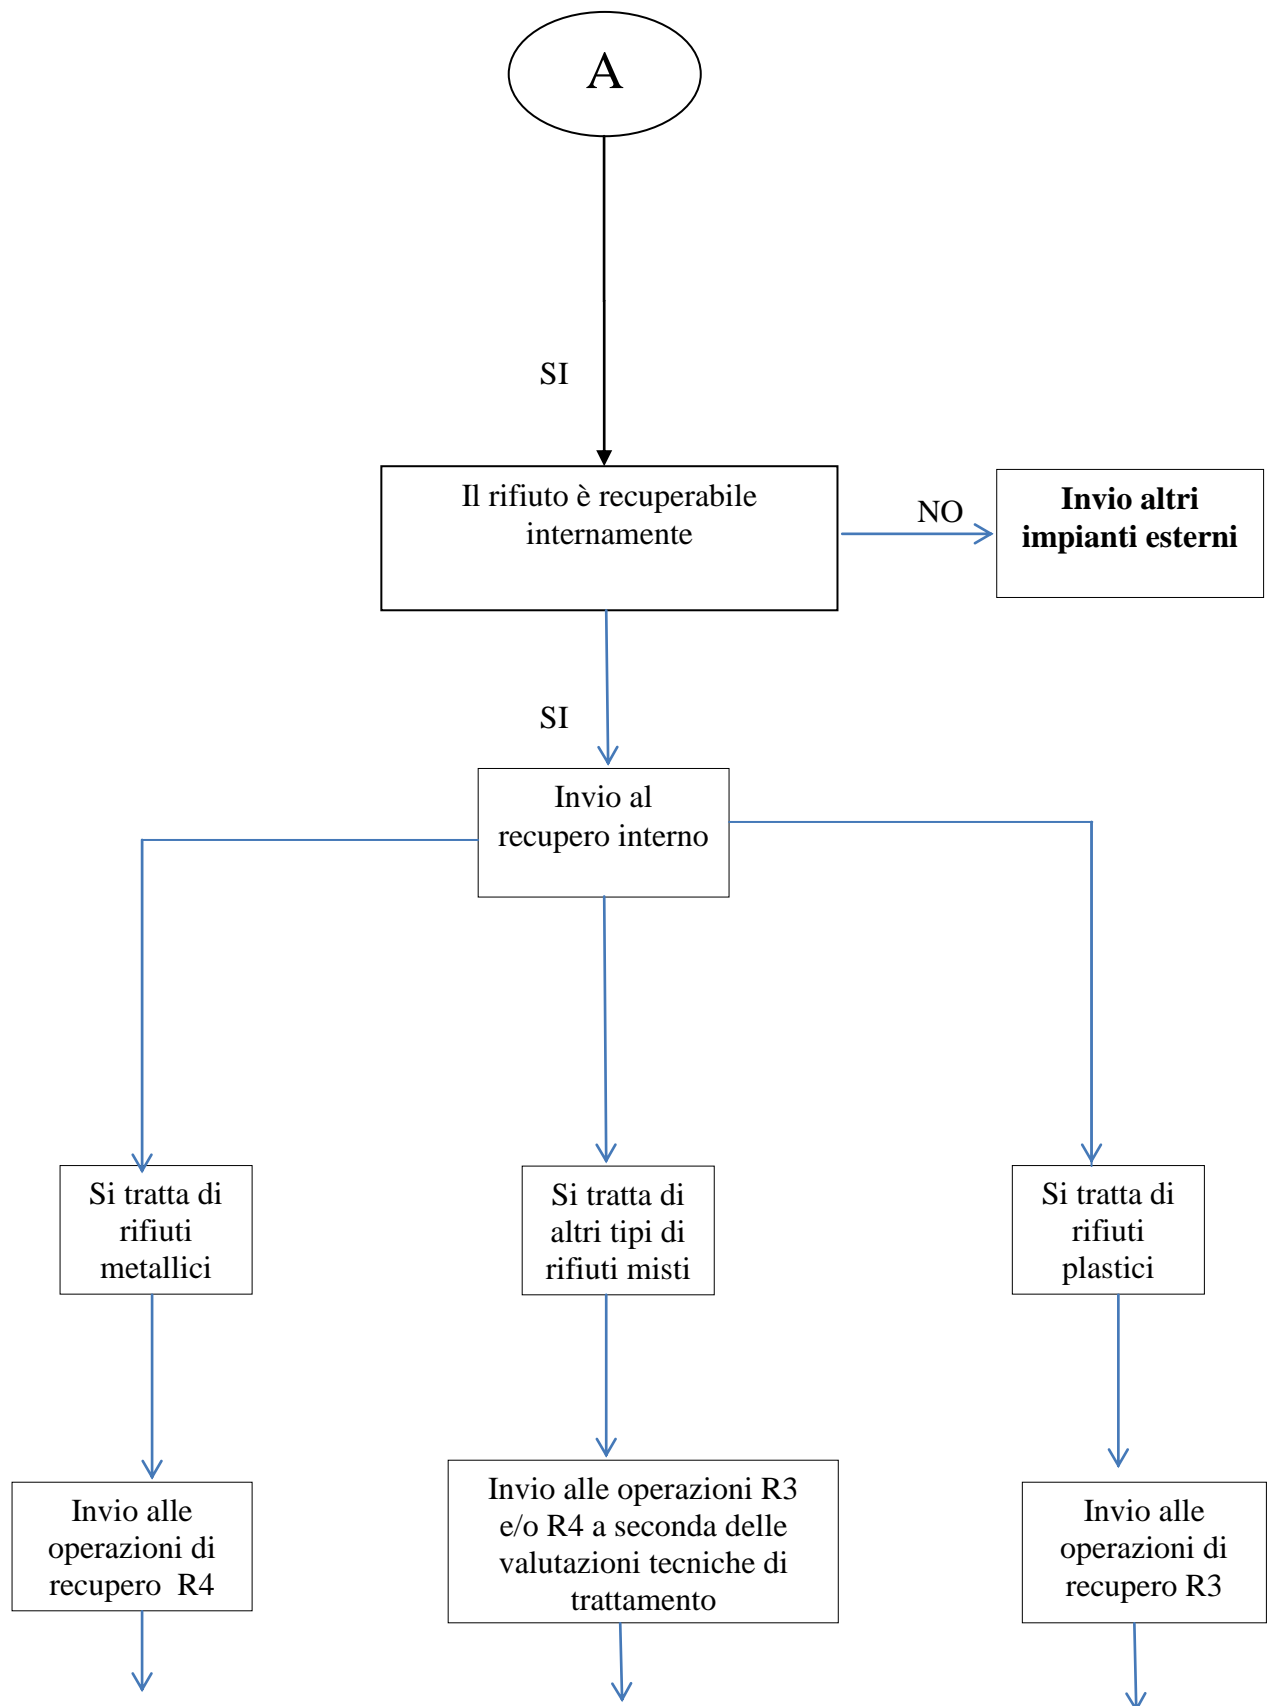 A
SI
Il rifiuto è recuperabile
internamente
NO
Invio altri
impianti esterni
SI
Invio al
recupero interno
Si tratta di
rifiuti
metallici
Si tratta di
altri tipi di
rifiuti misti
Si tratta di
rifiuti
plastici
Invio alle
operazioni di
recupero R4
Invio alle operazioni R3
e/o R4 a seconda delle
valutazioni tecniche di
trattamento
Invio alle
operazioni di
recupero R3